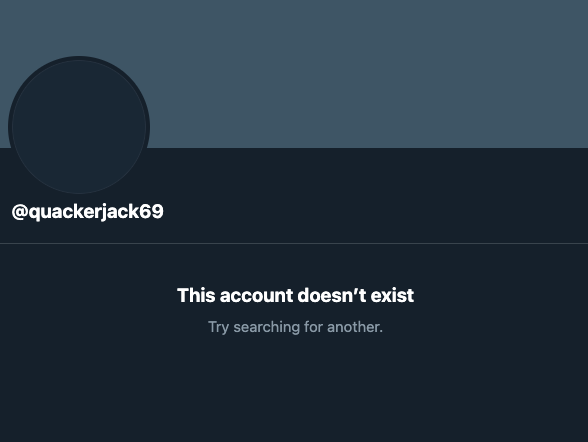 @quackerjack69
This account doesn’t exist
Try searching for another.